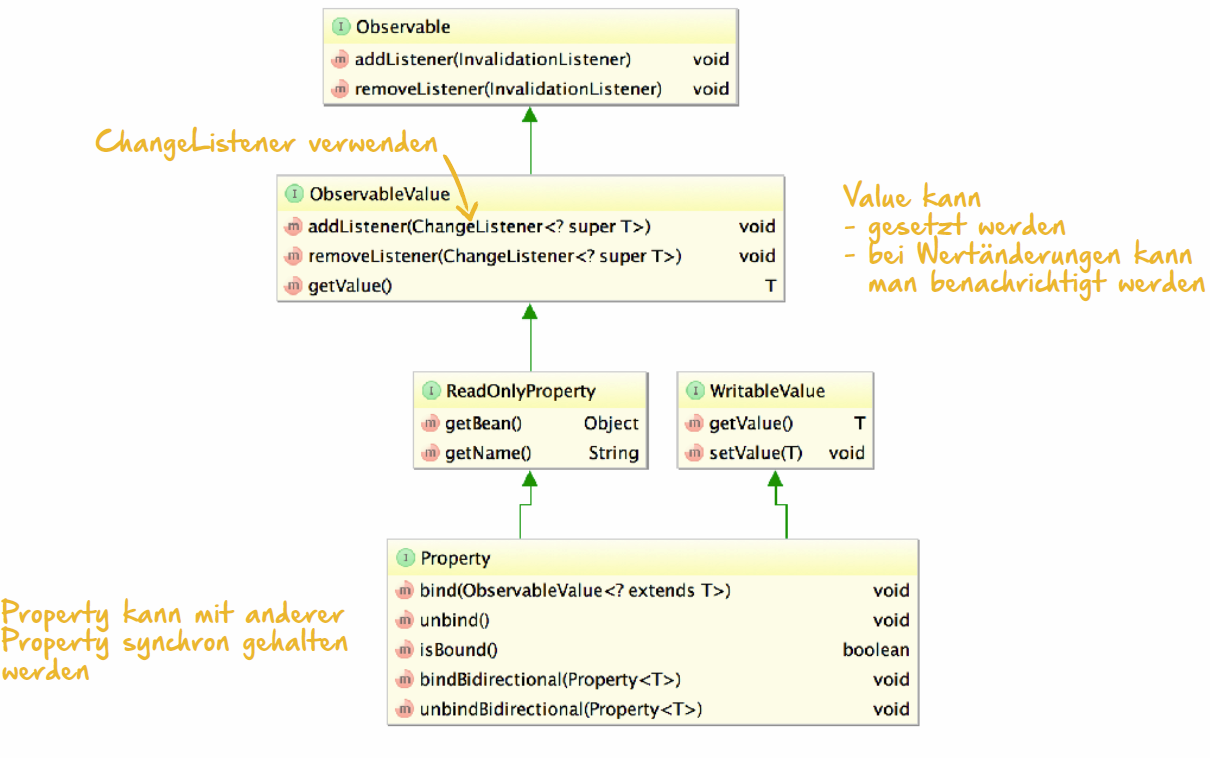 Observable
addListener(InvalidationListener) void
removeListener(InvalidationListener) void
ChangeListener verwenden
ObservableValue
addListener(ChangeListener<? super T>) void
removeListener(ChangeListener<? super T>) void
getValue() T
Value kann
- gesetzt werden
- bei Wertänderungen kann
man benachrichtigt werden
ReadOnlyProperty
getBean() Object
getName() String
WritableValue
getValue() T
setValue(T) void
Property
bind(ObservableValue<? extends T>) void
unbind() void
isBound() boolean
bindBidirectional(Property<T>) void
unbindBidirectional(Property<T>) void
Property kann mit anderer
Property synchron gehalten
werden